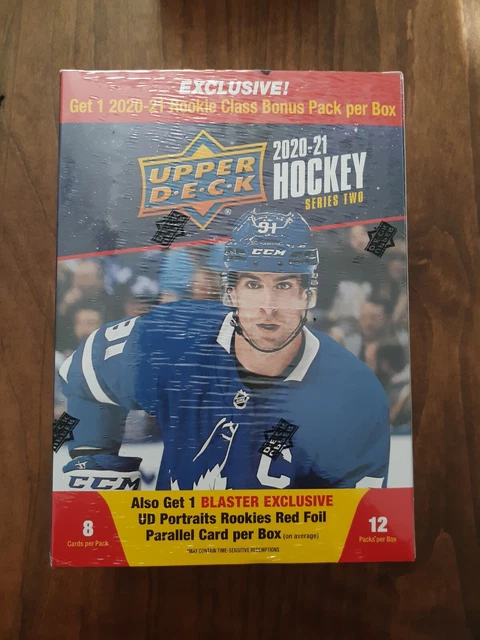 EXCLUSIVE!
Get 1 2020-21 Rookie Class Bonus Pack per Box
UPPER
D·E·C·K
®
2020-21
HOCKEY
SERIES TWO
91
CCM
91
C
CCM
Also Get 1 BLASTER EXCLUSIVE
UD Portraits Rookies Red Foil
Parallel Card per Box (on average)
*MAY CONTAIN TIME-SENSITIVE REDEMPTIONS
8
Cards per Pack
12
Packs per Box